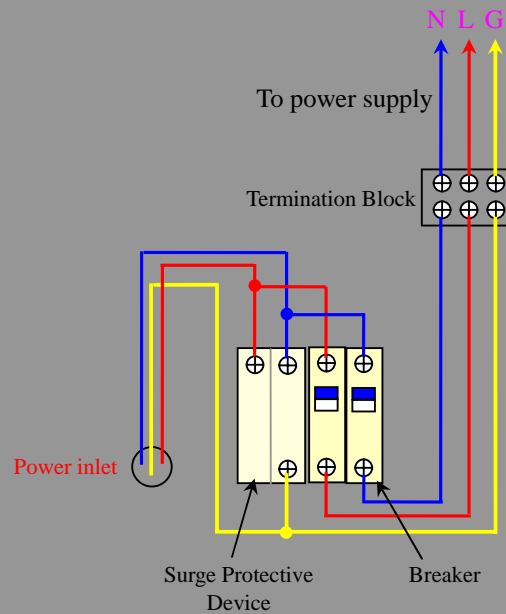 N L G
To power supply
Termination Block
Power inlet
Surge Protective
Device
Breaker